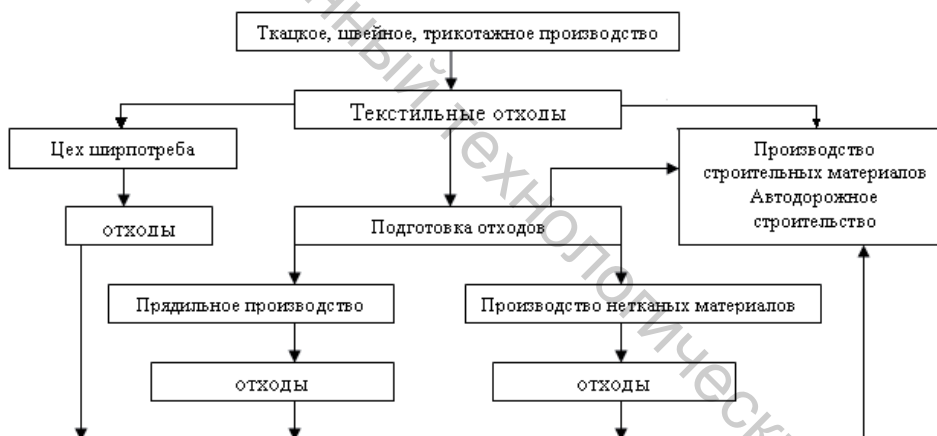 Ткацкое, швейное, трикотажное производство
Текстильные отходы
Цех ширпотреба
Производство
строительных материалов
Автодорожное
строительство
отходы
Подготовка отходов
Прядильное производство
Производство нетканых материалов
отходы
отходы
технологический